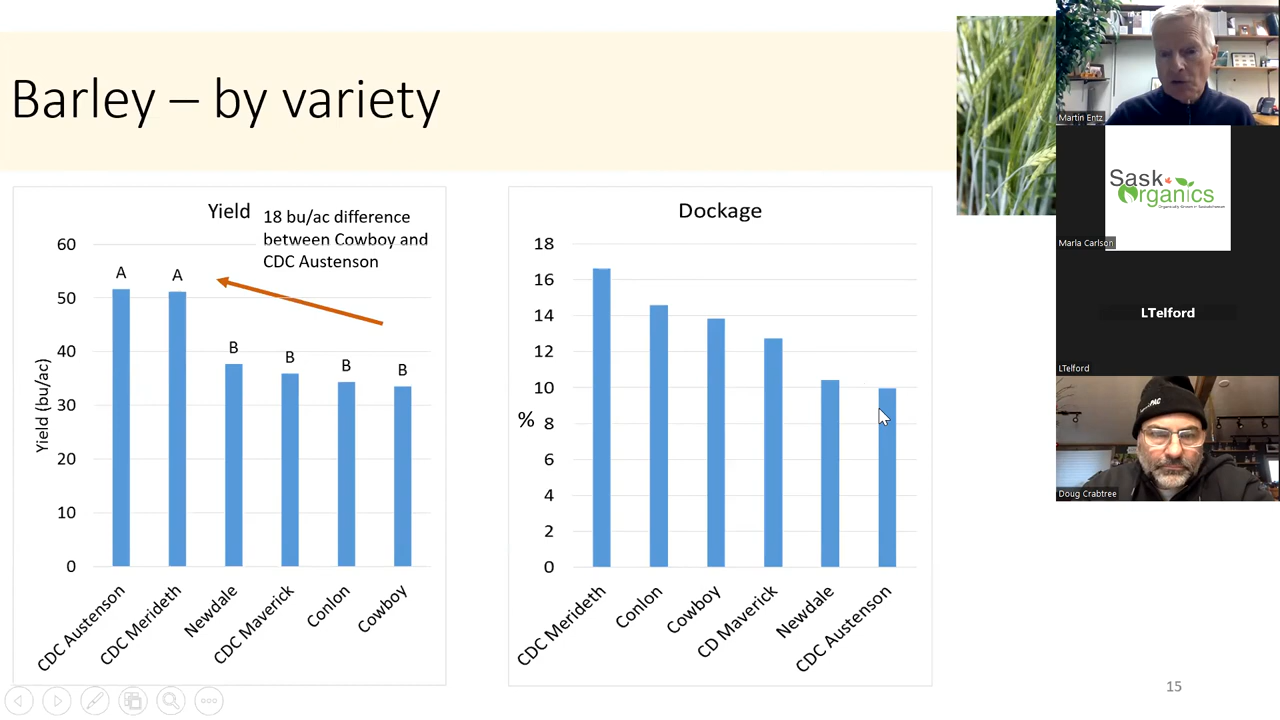 Barley – by variety
Yield
18 bu/ac difference
between Cowboy and
CDC Austenson
60
50
40
30
20
10
0
Yield (bu/ac)
A
A
B
B
B
B
CDC Austenson
CDC Merideth
Newdale
CDC Maverick
Conlon
Cowboy
Dockage
18
16
14
12
10
8
6
4
2
0
%
CDC Merideth
Conlon
Cowboy
CD Maverick
Newdale
CDC Austenson
15
Martin Entz
Sask
Organics
Marla Carlson
LTelford
LTelford
PAC
Doug Crabtree